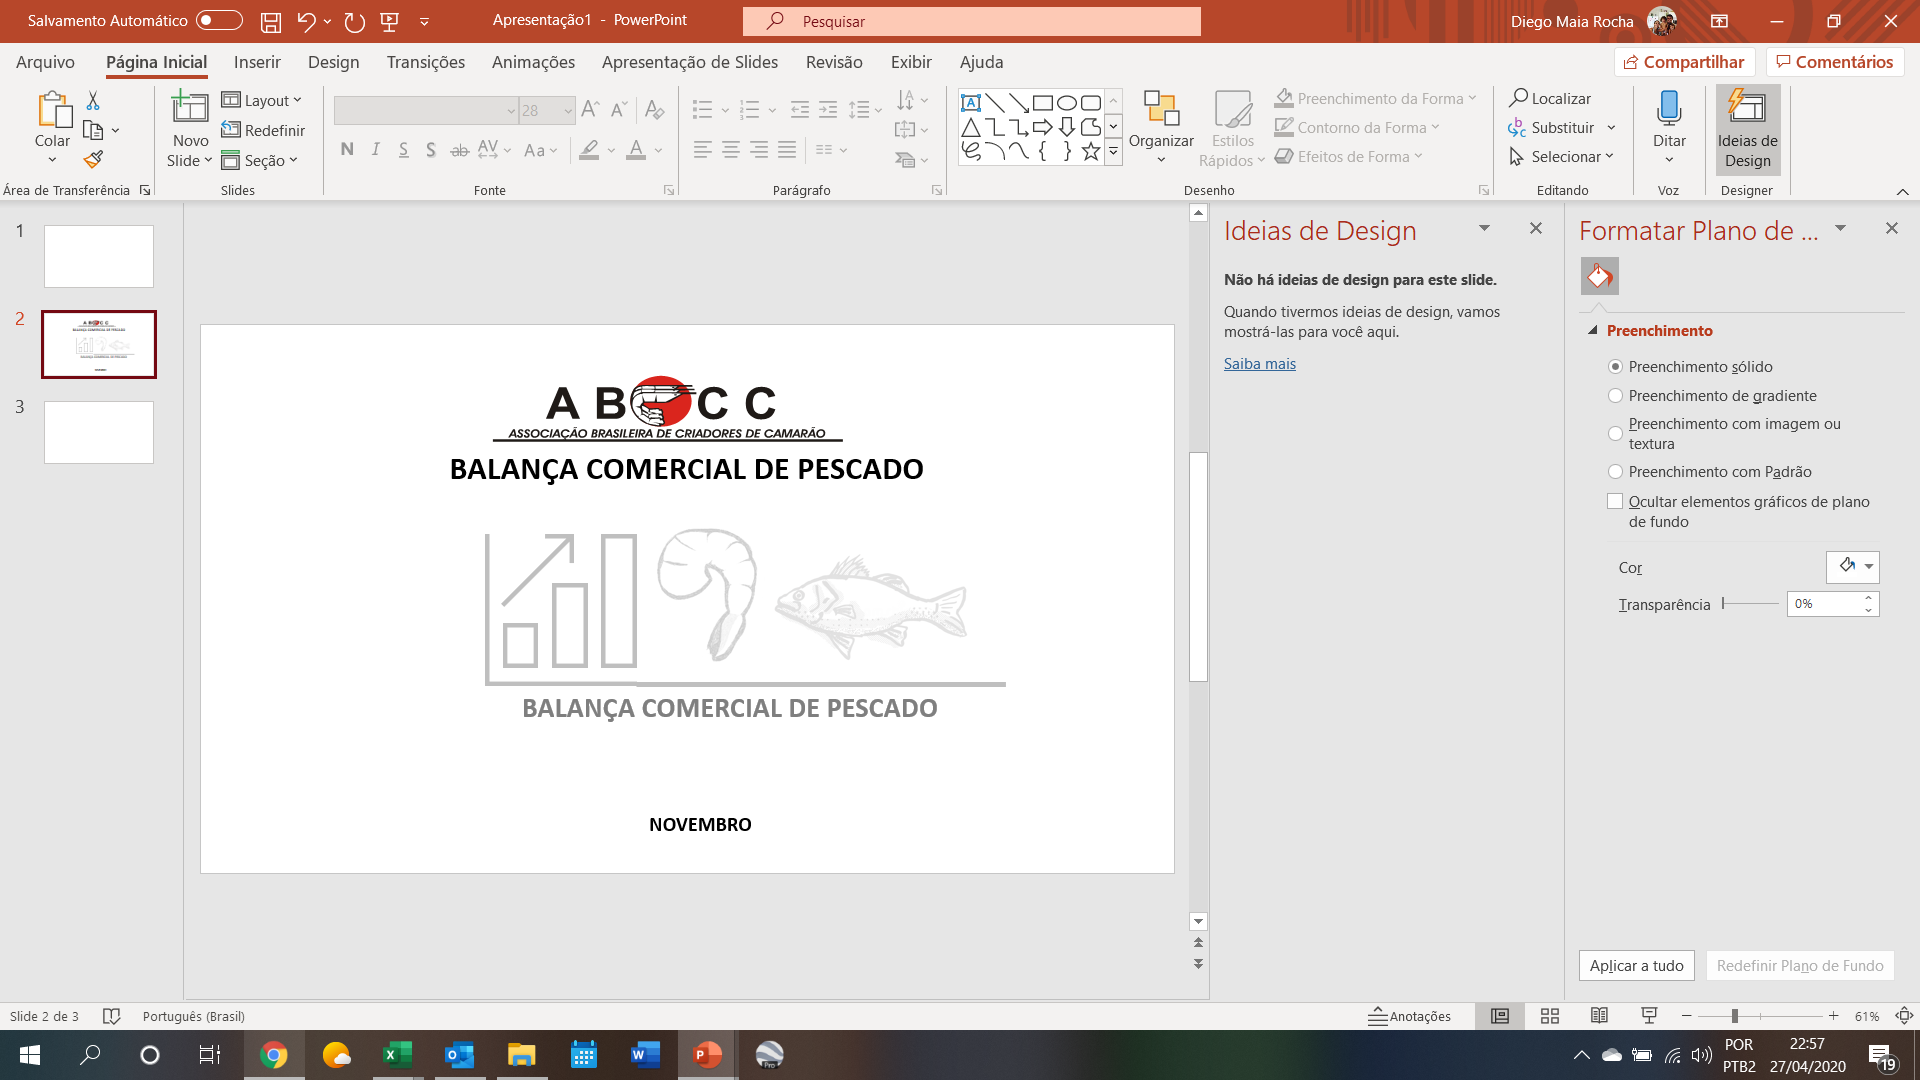 Salvamento Automático
Apresentação1 - PowerPoint
Pesquisar
Diego Maia Rocha
Arquivo Página Inicial Inserir Design Transições Animações Apresentação de Slides Revisão Exibir Ajuda
Compartilhar Comentários
Colar
Novo
Slide
Layout
Redefinir
Seção
28
N I S S ab AV Aa A
Organizar
Estilos
Rápidos
Preenchimento da Forma
Contorno da Forma
Efeitos de Forma
Localizar
Substituir
Selecionar
Ditar
Ideias de
Design
Área de Transferência Slides Fonte Parágrafo Desenho Editando Voz Designer
1
2
3
A B C C
ASSOCIAÇÃO BRASILEIRA DE CRIADORES DE CAMARÃO
BALANÇA COMERCIAL DE PESCADO
BALANÇA COMERCIAL DE PESCADO
NOVEMBRO
Ideias de Design
Não há ideias de design para este slide.
Quando tivermos ideias de design, vamos
mostrá-las para você aqui.
Saiba mais
Formatar Plano de ...
Preenchimento
Preenchimento sólido
Preenchimento de gradiente
Preenchimento com imagem ou
textura
Preenchimento com Padrão
Ocultar elementos gráficos de plano
de fundo
Cor
Transparência 0%
Aplicar a tudo Redefinir Plano de Fundo
Slide 2 de 3 Português (Brasil) Anotações 61%
POR
PTB2
22:57
27/04/2020
19